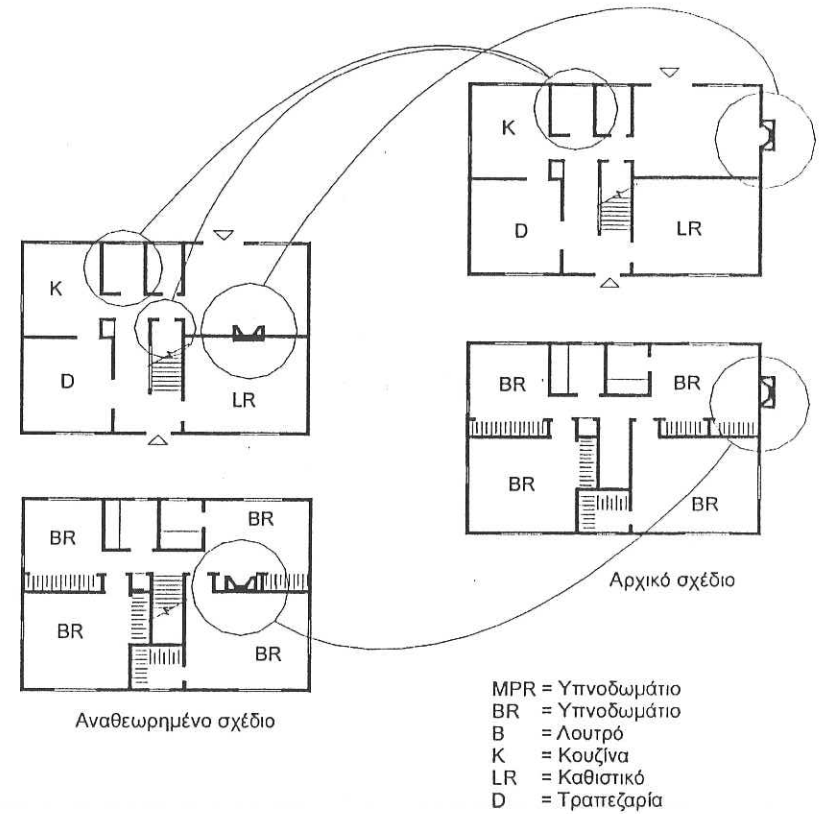 K
D
LR
K
D
LR
BR
BR
BR
BR
Αρχικό σχέδιο
BR
BR
BR
BR
Αναθεωρημένο σχέδιο
MPR = Υπνοδωμάτιο
BR = Υπνοδωμάτιο
B = Λουτρό
K = Κουζίνα
LR = Καθιστικό
D = Τραπεζαρία